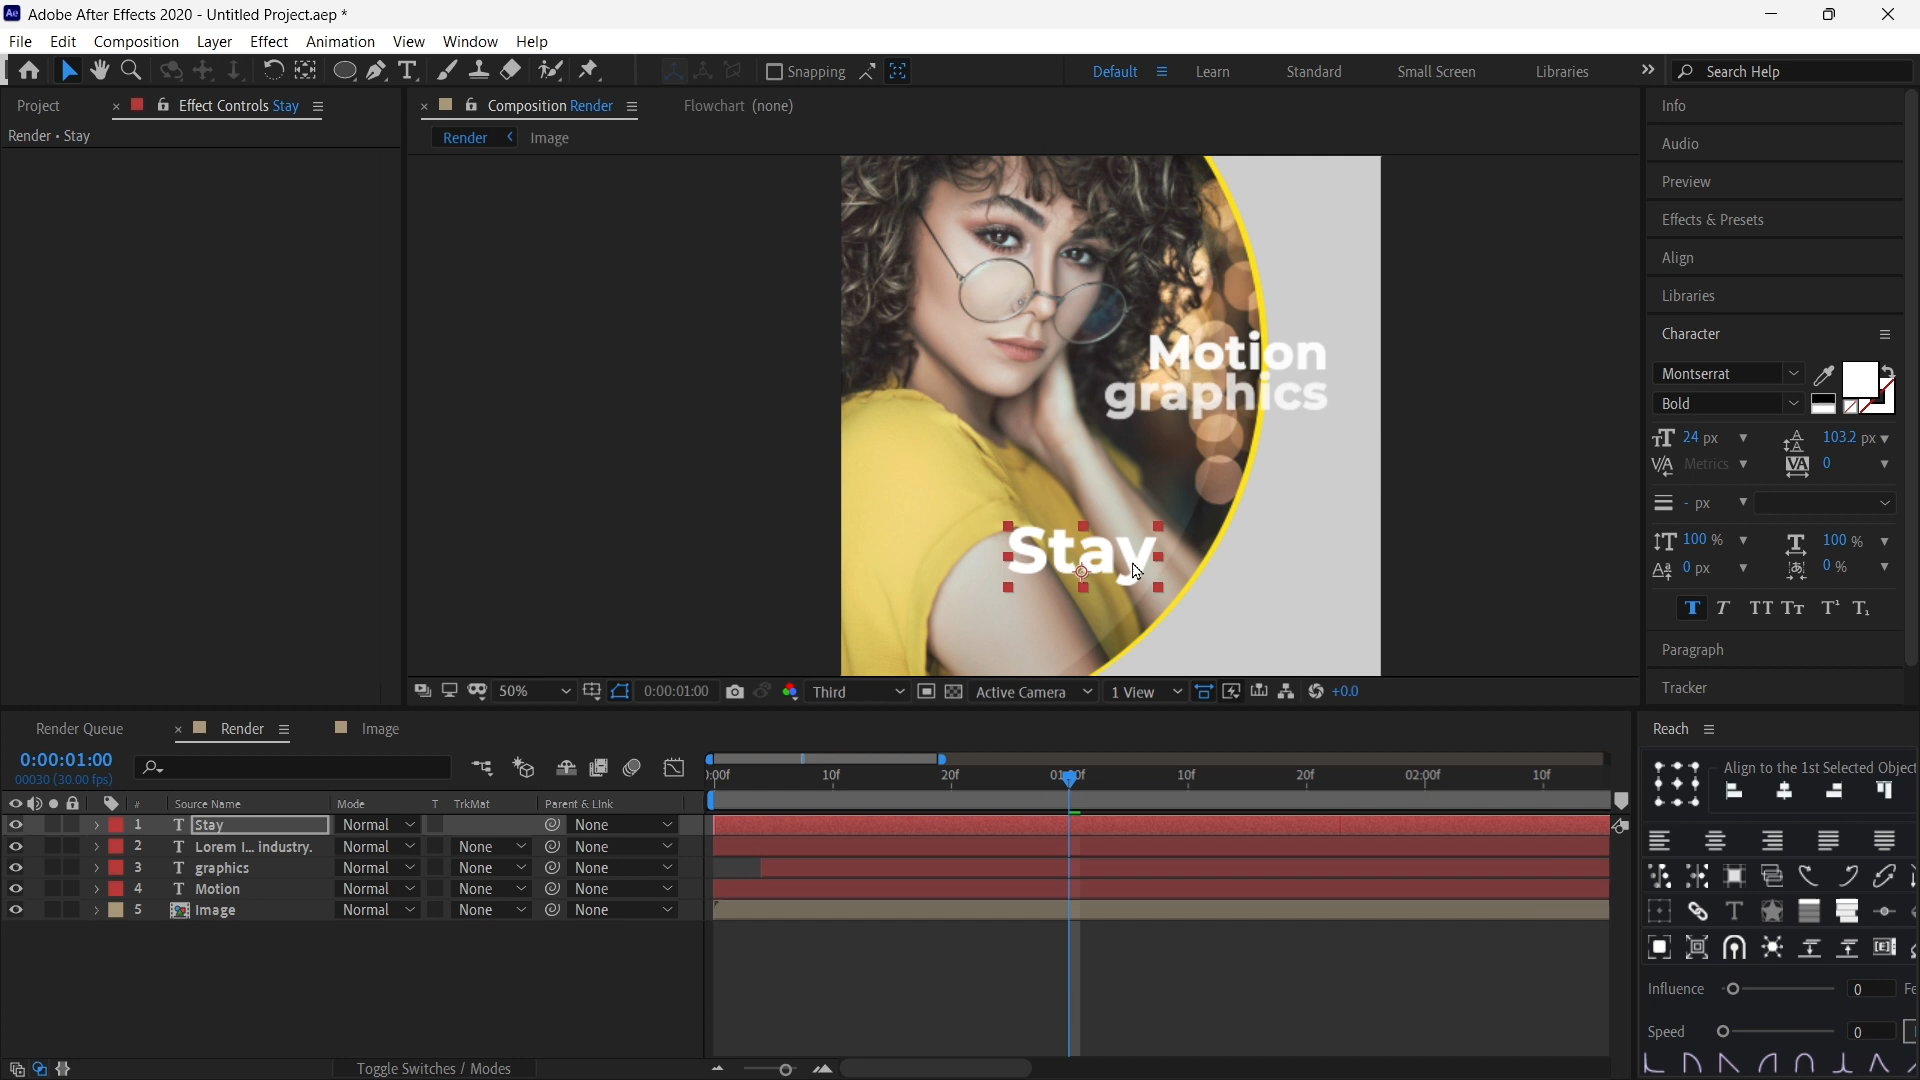 Adobe After Effects 2020 - Untitled Project.aep *
File Edit Composition Layer Effect Animation View Window Help
Snapping
Default Learn Standard Small Screen Libraries
Search Help
Project
Effect Controls Stay
Composition Render
Flowchart (none)
Render • Stay
Render Image
Motion
graphics
Stay
50%
0:00:01:00
Third
Active Camera
1 View
+0.0
Info
Audio
Preview
Effects & Presets
Align
Libraries
Character
Montserrat
Bold
24 px
103.2 px
Metrics
0
- px
100 %
100 %
0 px
0 %
T T TT Tt T¹ T₁
Paragraph
Tracker
Render Queue
Render
Image
0:00:01:00
00030 (30.00 fps)
# Source Name Mode T TrkMat Parent & Link
1 T Stay Normal None
2 T Lorem I... industry. Normal None None
3 T graphics Normal None None
4 T Motion Normal None None
5 Image Normal None None
):00f 10f 20f 01:00f 10f 20f 02:00f 10f
Toggle Switches / Modes
Reach
Align to the 1st Selected Object
Influence 0 Fe
Speed 0